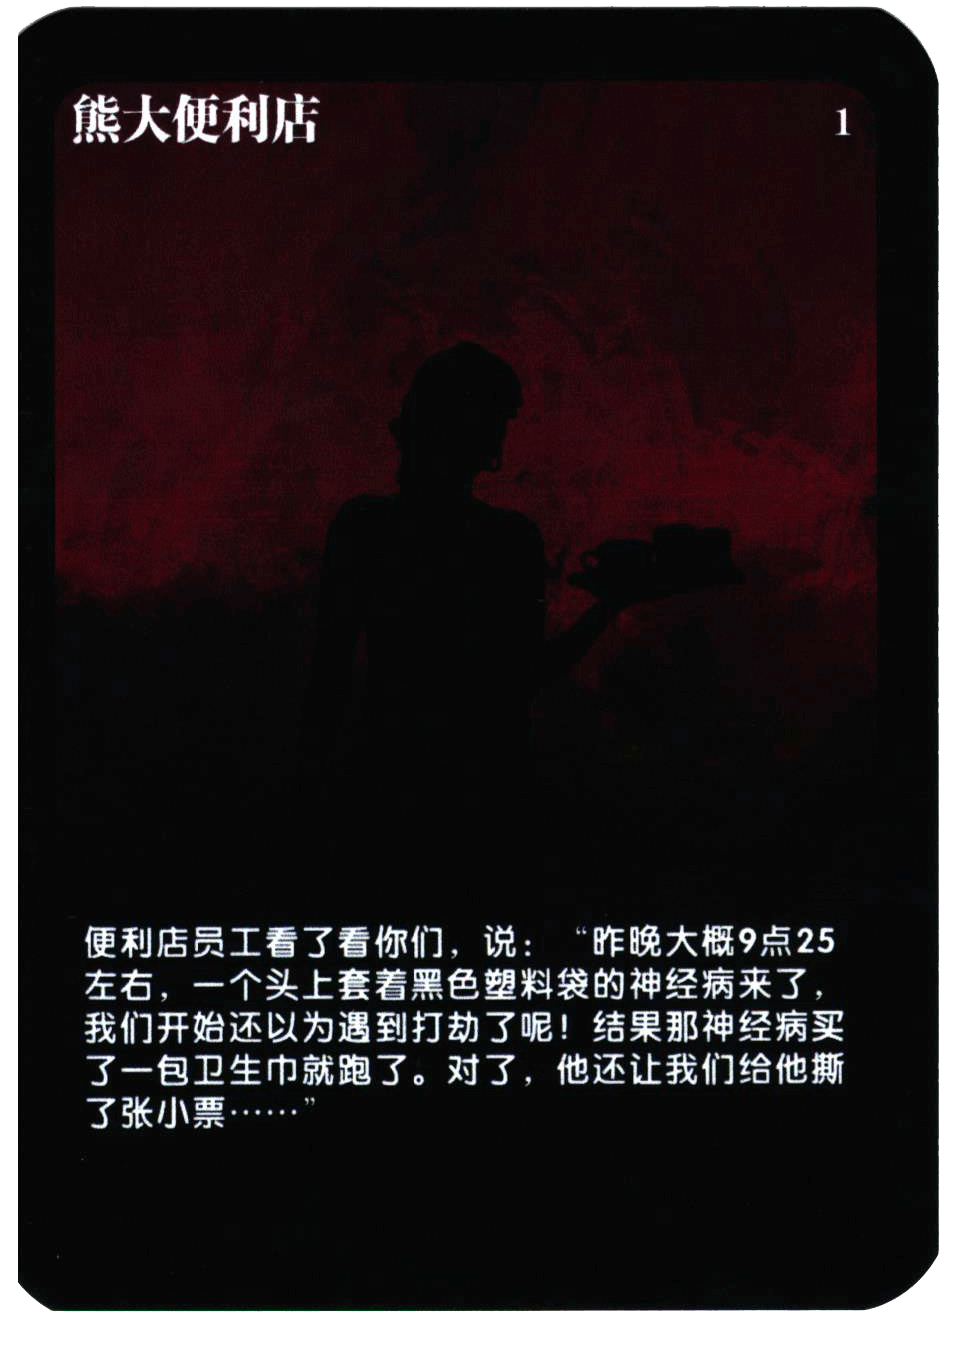 熊大便利店
1
便利店员工看了看你们，说：“昨晚大概9点25
左右，一个头上套着黑色塑料袋的神经病来了，
我们开始还以为遇到打劫了呢！结果那神经病买
了一包卫生巾就跑了。对了，他还让我们给他撕
了张小票……”